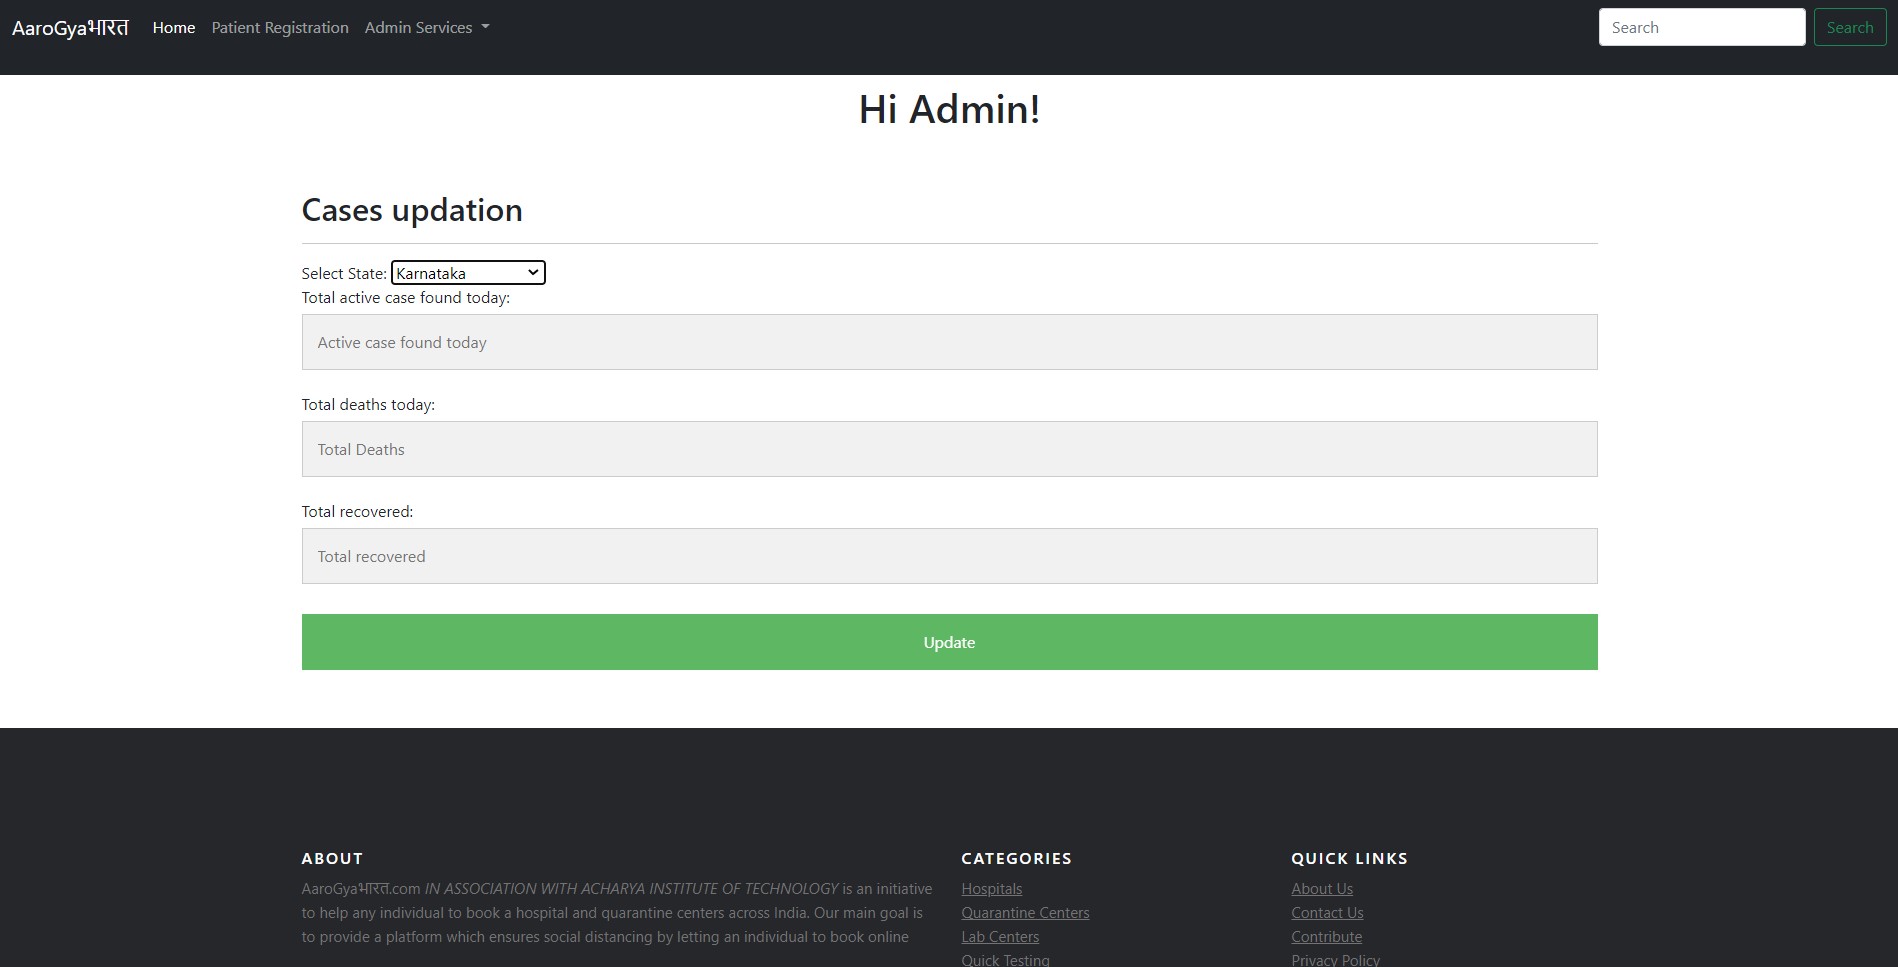 AaroGyaभारत Home Patient Registration Admin Services Search Search
Hi Admin!
Cases updation
Select State: Karnataka
Total active case found today:
Active case found today
Total deaths today:
Total Deaths
Total recovered:
Total recovered
Update
ABOUT
AaroGyaभारत.com IN ASSOCIATION WITH ACHARYA INSTITUTE OF TECHNOLOGY is an initiative
to help any individual to book a hospital and quarantine centers across India. Our main goal is
to provide a platform which ensures social distancing by letting an individual to book online
CATEGORIES
Hospitals
Quarantine Centers
Lab Centers
Quick Testing
QUICK LINKS
About Us
Contact Us
Contribute
Privacy Policy